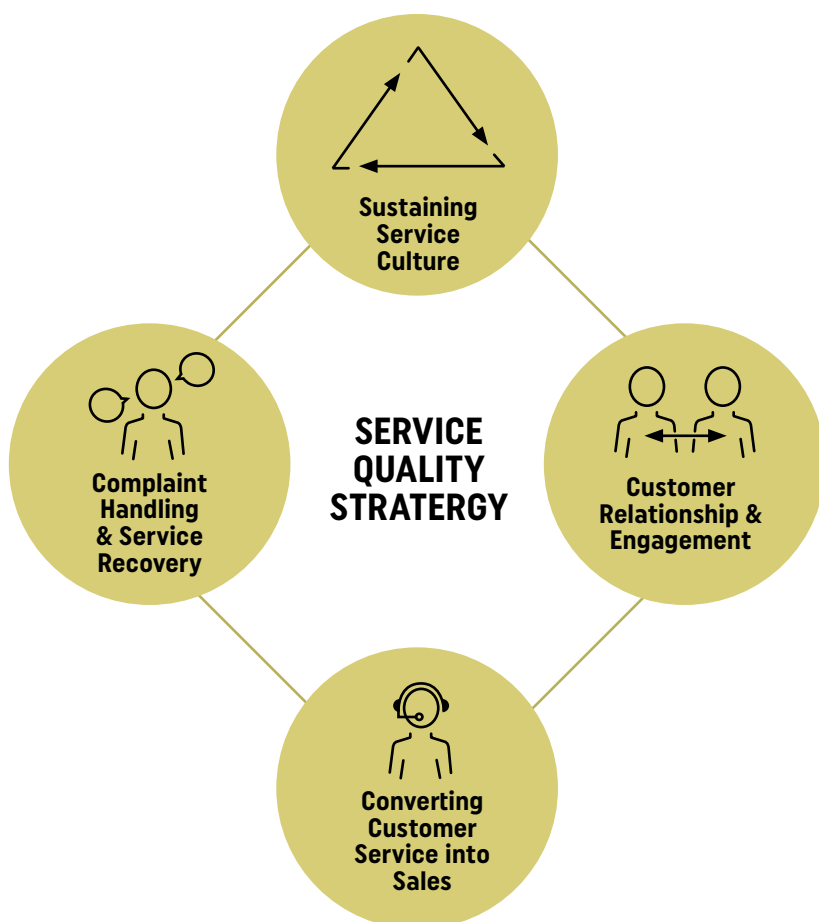 Sustaining
Service
Culture
Complaint
Handling
& Service
Recovery
SERVICE
QUALITY
STRATERGY
Customer
Relationship &
Engagement
Converting
Customer
Service into
Sales